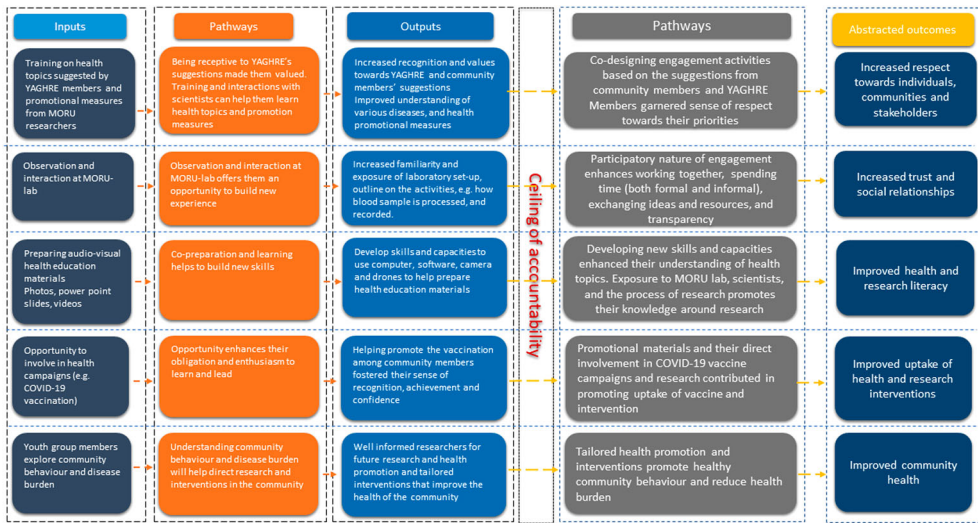 Inputs
Pathways
Outputs
Pathways
Abstracted outcomes
Training on health
topics suggested by
YAGHRE members and
promotional measures
from MORU
researchers
Being receptive to YAGHRE's
suggestions made them valued.
Training and interactions with
scientists can help them learn
health topics and promotion
measures
Increased recognition and values
towards YAGHRE and community
members' suggestions
Improved understanding of
various diseases, and health
promotional measures
Co-designing engagement activities
based on the suggestions from
community members and YAGHRE
Members garnered sense of respect
towards their priorities
Increased respect
towards individuals,
communities and
stakeholders
Observation and
interaction at MORU-
lab
Observation and interaction at
MORU-lab offers them an
opportunity to build new
experience
Increased familiarity and
exposure of laboratory set-up,
outline on the activities, e.g. how
blood sample is processed, and
recorded.
Participatory nature of engagement
enhances working together, spending
time (both formal and informal),
exchanging ideas and resources, and
transparency
Increased trust and
social relationships
Ceiling of accountability
Preparing audio-visual
health education
materials
Photos, power point
slides, videos
Co-preparation and learning
helps to build new skills
Develop skills and capacities to
use computer, software, camera
and drones to help prepare
health education materials
Developing new skills and capacities
enhanced their understanding of health
topics. Exposure to MORU lab, scientists,
and the process of research promotes
their knowledge around research
Improved health and
research literacy
Opportunity to
involve in health
campaigns (e.g.
COVID-19
vaccination)
Opportunity enhances their
obligation and enthusiasm to
learn and lead
Helping promote the vaccination
among community members
fostered their sense of
recognition, achievement and
confidence
Promotional materials and their direct
involvement in COVID-19 vaccine
campaigns and research contributed in
promoting uptake of vaccine and
intervention
Improved uptake of
health and research
interventions
Youth group members
explore community
behaviour and disease
burden
Understanding community
behaviour and disease burden
will help direct research and
interventions in the community
Well informed researchers for
future research and health
promotion and tailored
interventions that improve the
health of the community
Tailored health promotion and
interventions promote healthy
community behaviour and reduce health
burden
Improved community
health